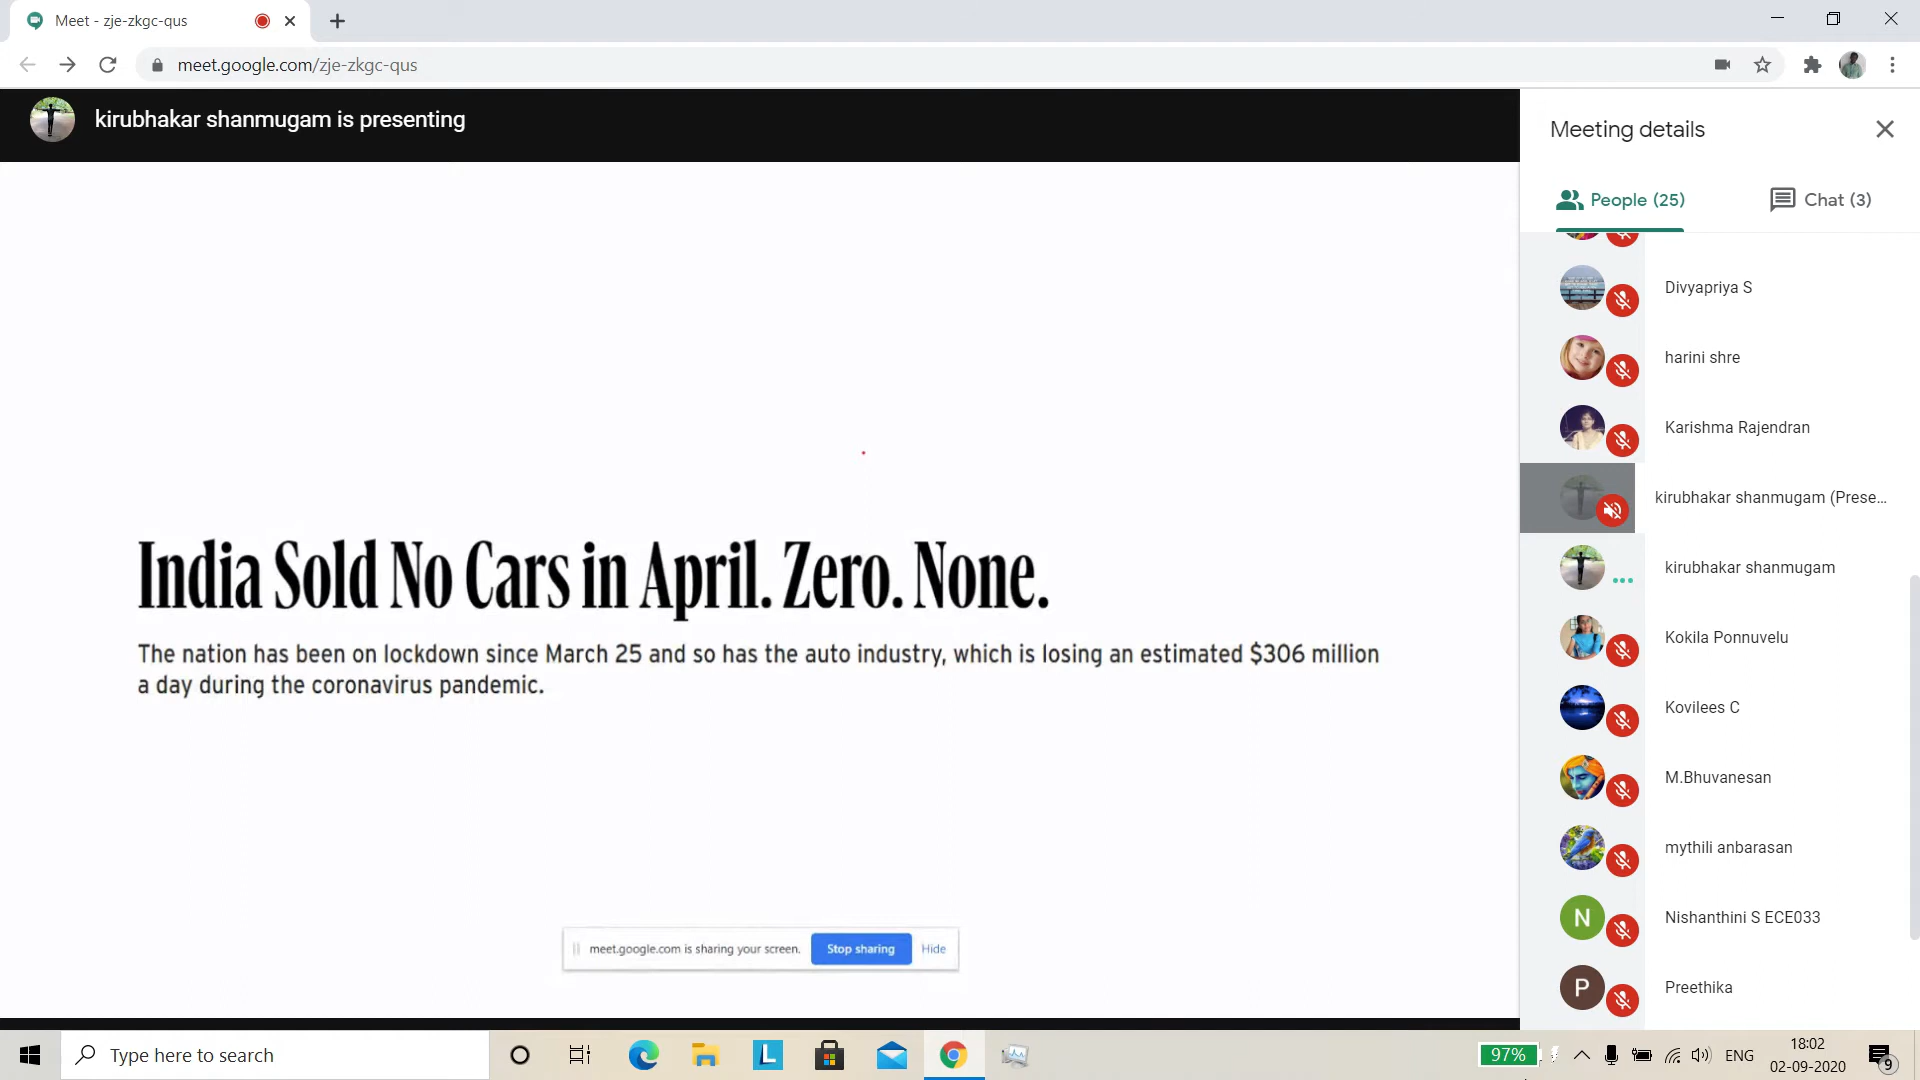 Meet - zje-zkgc-qus
meet.google.com/zje-zkgc-qus
kirubhakar shanmugam is presenting
India Sold No Cars in April. Zero. None.
The nation has been on lockdown since March 25 and so has the auto industry, which is losing an estimated $306 million
a day during the coronavirus pandemic.
meet.google.com is sharing your screen.
Stop sharing
Hide
Meeting details
People (25)
Chat (3)
Divyapriya S
harini shre
Karishma Rajendran
kirubhakar shanmugam (Prese...
kirubhakar shanmugam
Kokila Ponnuvelu
Kovilees C
M.Bhuvanesan
mythili anbarasan
N
Nishanthini S ECE033
P
Preethika
Type here to search
L
97%
ENG
18:02
02-09-2020
9